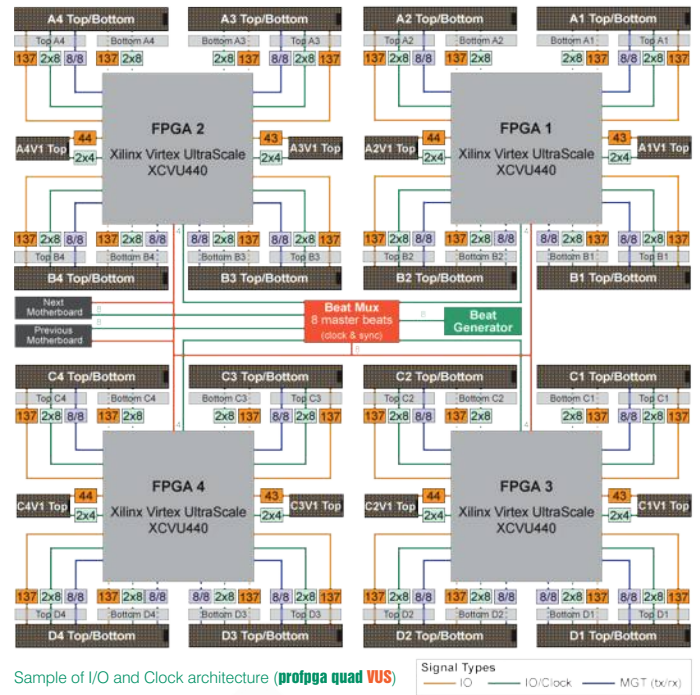 A4 Top/Bottom A3 Top/Bottom A2 Top/Bottom A1 Top/Bottom
Top A4 Bottom A4 Bottom A3 Top A3 Top A2 Bottom A2 Bottom A1 Top A1
137 2x8 8/8 137 2x8 2x8 137 8/8 2x8 137 137 2x8 8/8 137 2x8 2x8 137 8/8 2x8 137
FPGA 2
Xilinx Virtex UltraScale
XCVU440
FPGA 1
Xilinx Virtex UltraScale
XCVU440
A4V1 Top 44 2x4 43 2x4 A3V1 Top A2V1 Top 44 2x4 43 2x4 A1V1 Top
4 4
137 2x8 8/8 137 2x8 8/8 8/8 2x8 137 8/8 2x8 137 137 2x8 8/8 137 2x8 8/8 8/8 2x8 137 8/8 2x8 137
Top B4 Bottom B4 Bottom B3 Top B3 Top B2 Bottom B2 Bottom B1 Top B1
B4 Top/Bottom B3 Top/Bottom B2 Top/Bottom B1 Top/Bottom
Next
Motherboard
8
Previous
Motherboard
8
Beat Mux
8 master beats
(clock & sync)
8
Beat
Generator
8
C4 Top/Bottom C3 Top/Bottom C2 Top/Bottom C1 Top/Bottom
Top C4 Bottom C4 Bottom C3 Top C3 Top C2 Bottom C2 Bottom C1 Top C1
137 2x8 8/8 137 2x8 2x8 137 8/8 2x8 137 137 2x8 8/8 137 2x8 2x8 137 8/8 2x8 137
4 4
FPGA 4
Xilinx Virtex UltraScale
XCVU440
FPGA 3
Xilinx Virtex UltraScale
XCVU440
C4V1 Top 44 2x4 43 2x4 C3V1 Top C2V1 Top 44 2x4 43 2x4 C1V1 Top
137 2x8 8/8 137 2x8 8/8 8/8 2x8 137 8/8 2x8 137 137 2x8 8/8 137 2x8 8/8 8/8 2x8 137 8/8 2x8 137
Top D4 Bottom D4 Bottom D3 Top D3 Top D2 Bottom D2 Bottom D1 Top D1
D4 Top/Bottom D3 Top/Bottom D2 Top/Bottom D1 Top/Bottom
Sample of I/O and Clock architecture (profpga quad VUS)
Signal Types
IO IO/Clock MGT (tx/rx)